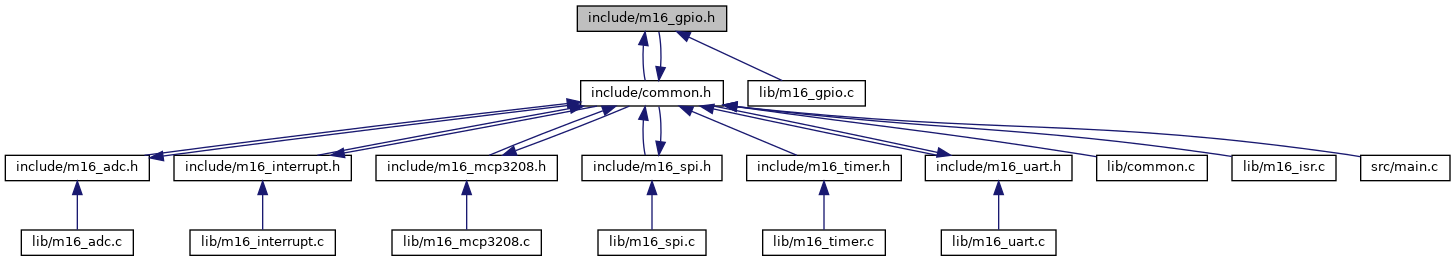 include/m16_gpio.h
include/common.h
lib/m16_gpio.c
include/m16_adc.h
include/m16_interrupt.h
include/m16_mcp3208.h
include/m16_spi.h
include/m16_timer.h
include/m16_uart.h
lib/common.c
lib/m16_isr.c
src/main.c
lib/m16_adc.c
lib/m16_interrupt.c
lib/m16_mcp3208.c
lib/m16_spi.c
lib/m16_timer.c
lib/m16_uart.c